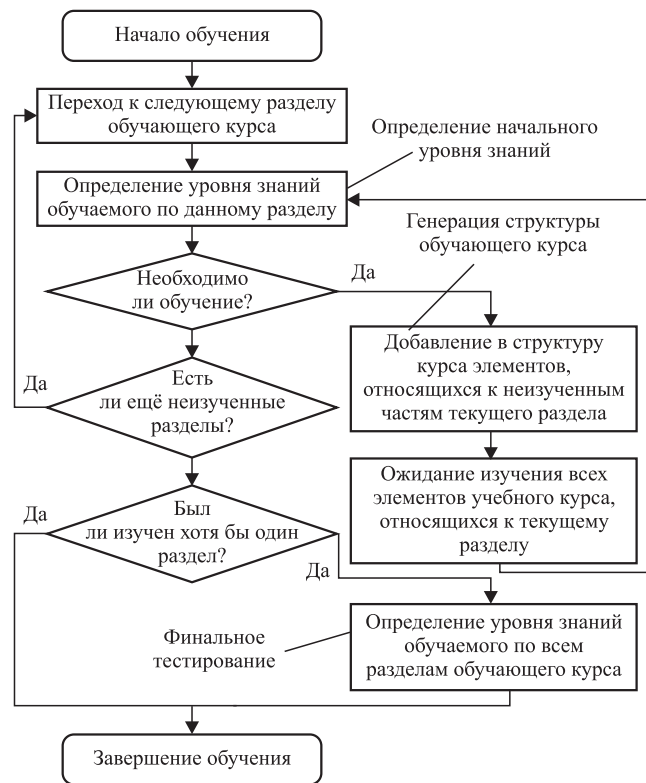 Начало обучения
Переход к следующему разделу
обучающего курса
Определение начального
уровня знаний
Определение уровня знаний
обучаемого по данному разделу
Генерация структуры
обучающего курса
Необходимо
ли обучение?
Да
Добавление в структуру
курса элементов,
относящихся к неизученным
частям текущего раздела
Да
Есть
ли ещё неизученные
разделы?
Ожидание изучения всех
элементов учебного курса,
относящихся к текущему
разделу
Да
Был
ли изучен хотя бы один
раздел?
Да
Определение уровня знаний
обучаемого по всем
разделам обучающего курса
Финальное
тестирование
Завершение обучения